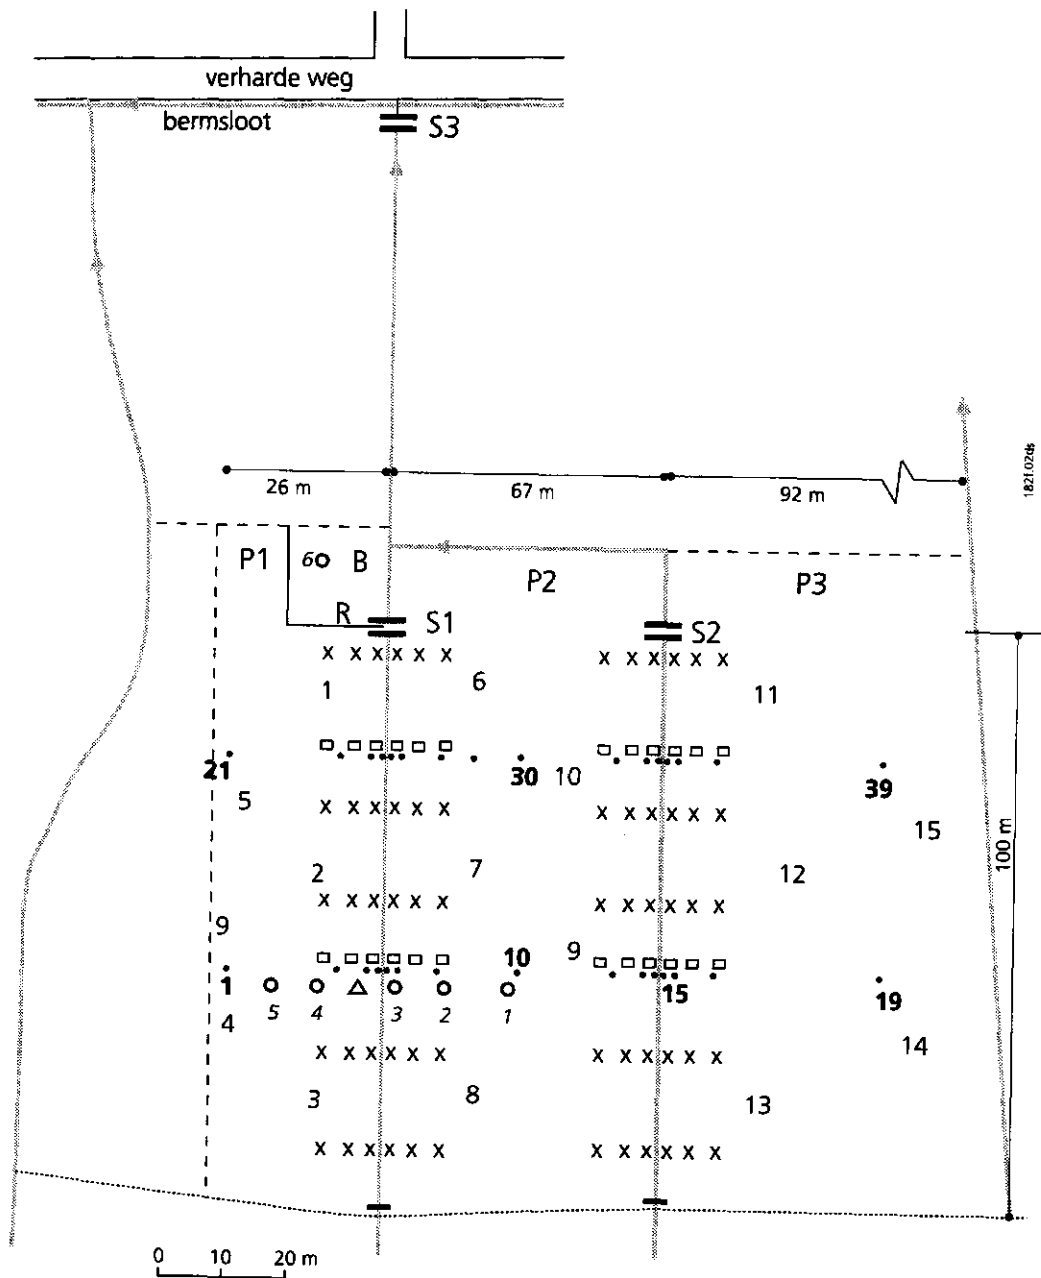 verharde weg
bermsloot
S3
182f.02ds
26 m
67 m
92 m
P1
6
B
P2
P3
R
S1
S2
x x x x x x
x x x x x x
1
6
11
21
30
10
39
5
15
x x x x x x
x x x x x x
100 m
2
7
12
x x x x x x
x x x x x x
9
10
9
1
5
4
3
2
1
15
19
4
14
x x x x x x
x x x x x x
3
8
13
x x x x x x
x x x x x x
0 10 20 m